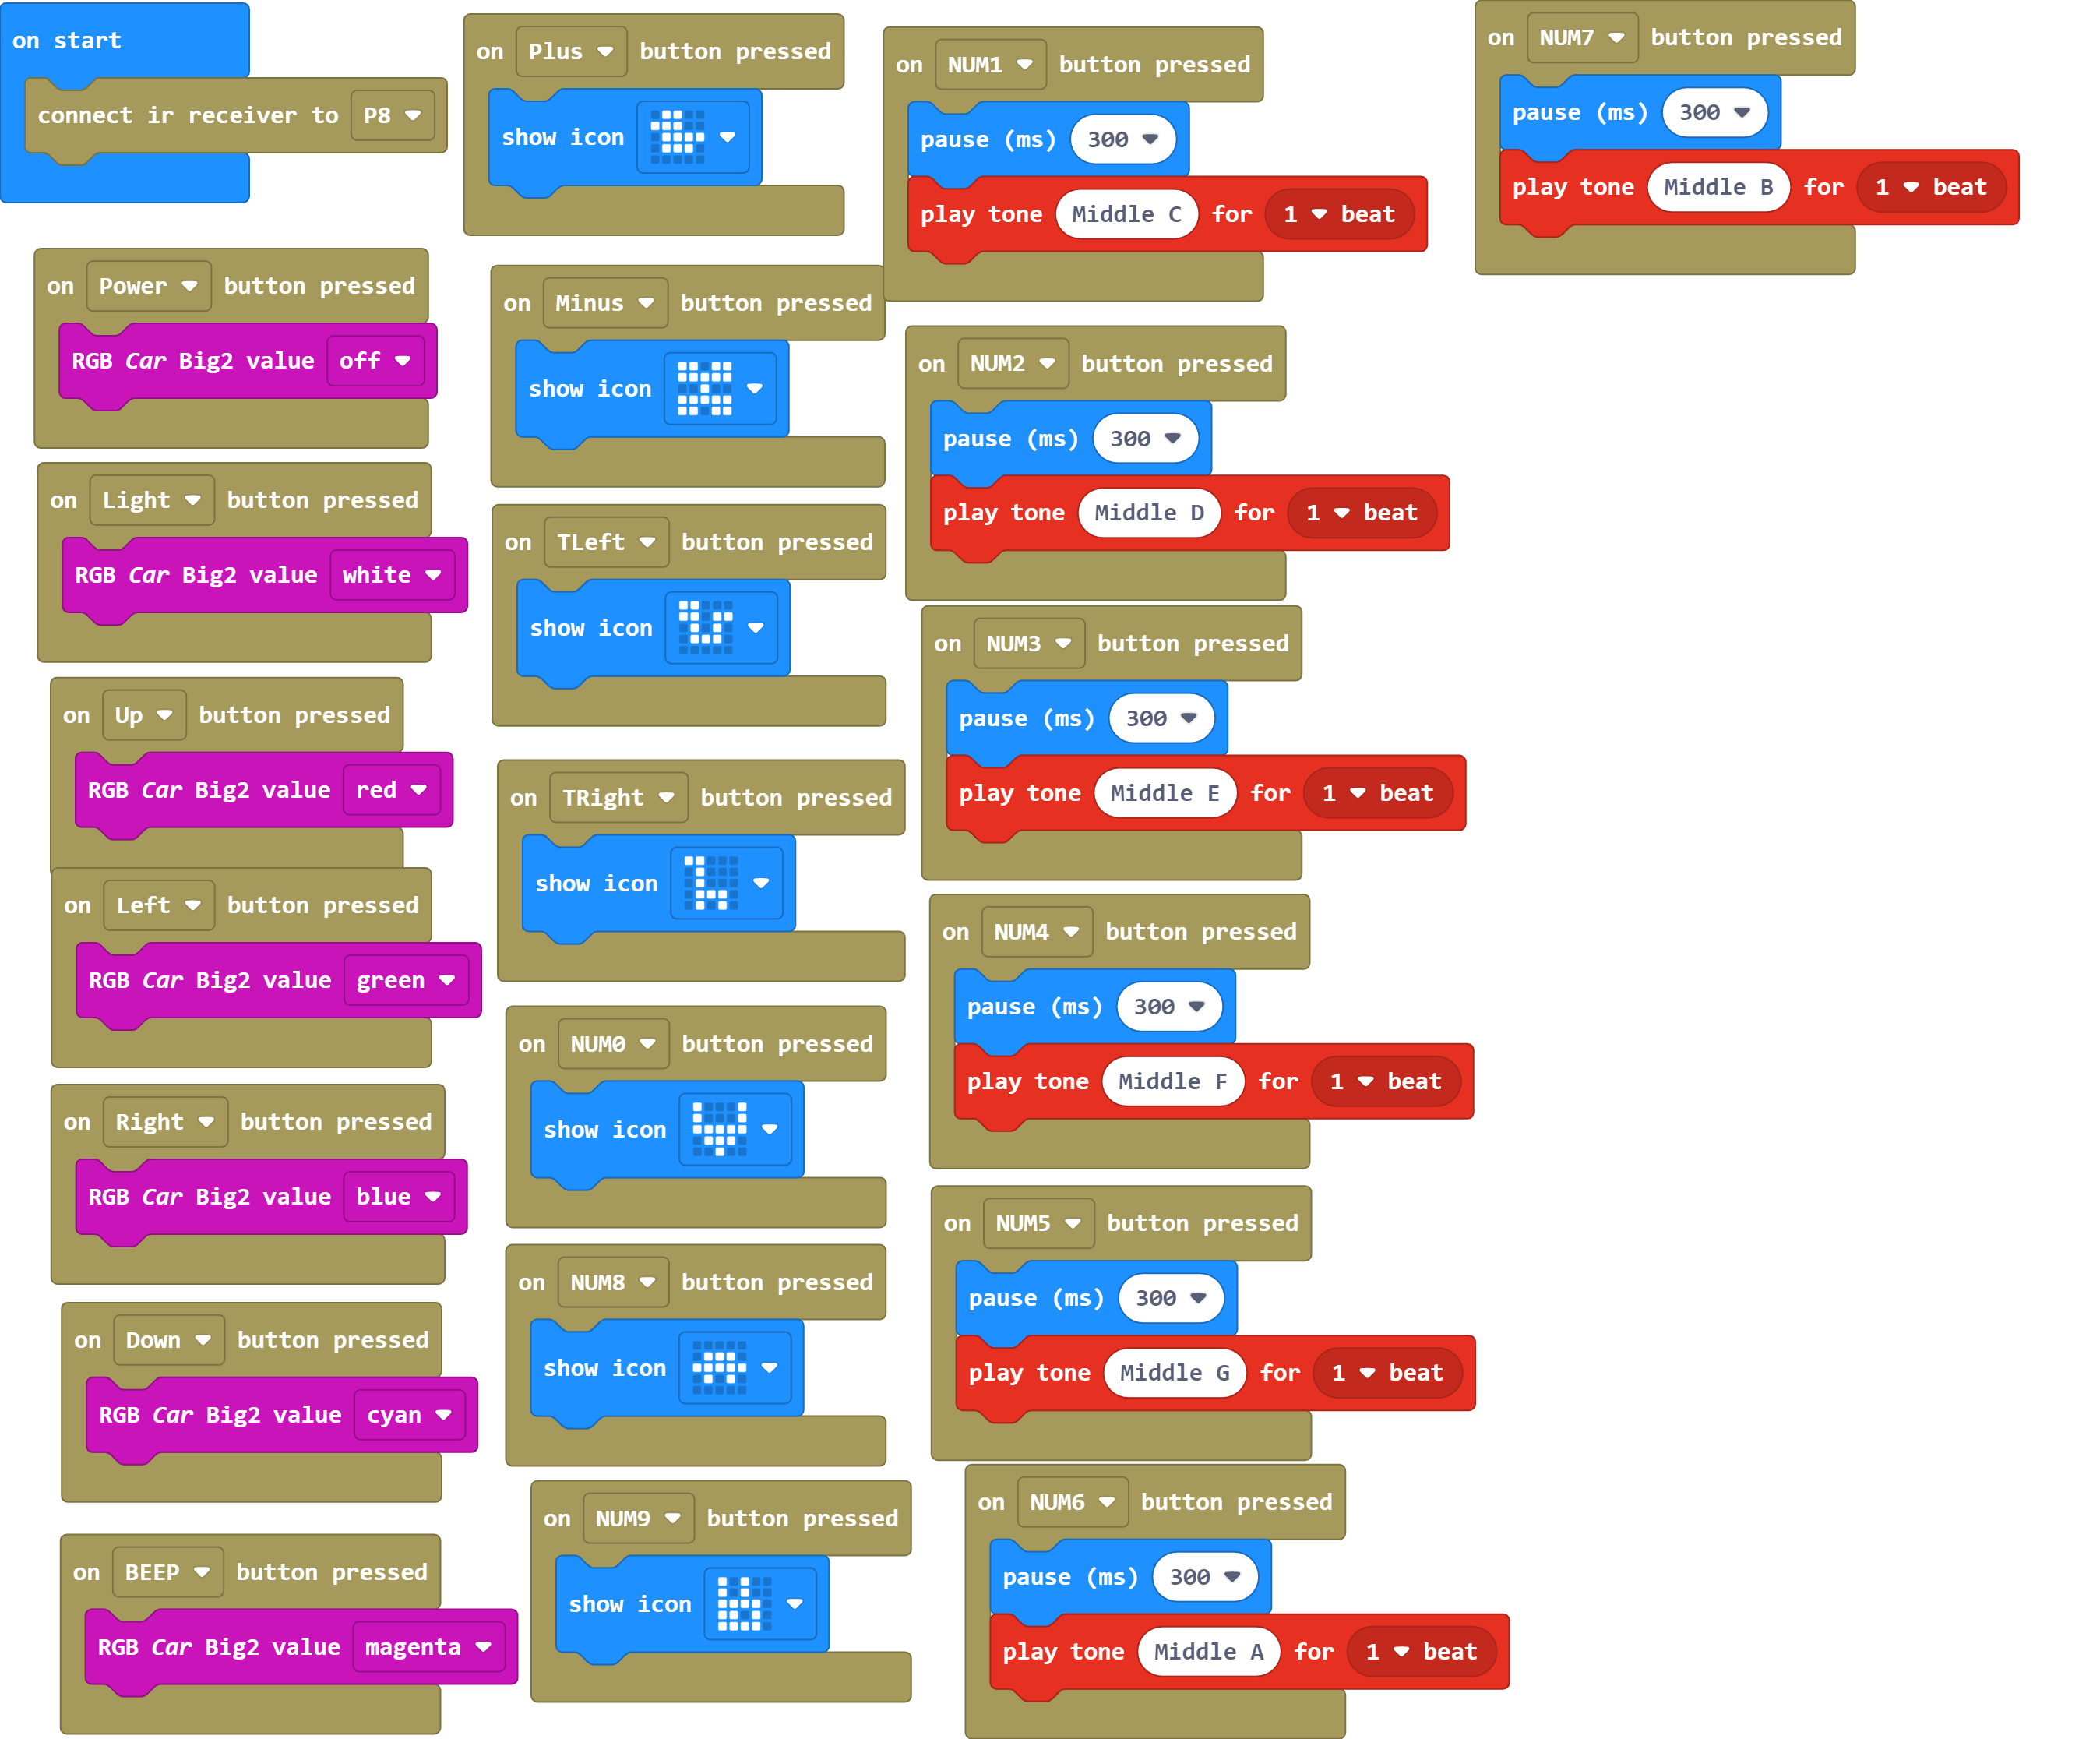 on start
connect ir receiver to P8
on Power button pressed
RGB Car Big2 value off
on Light button pressed
RGB Car Big2 value white
on Up button pressed
RGB Car Big2 value red
on Left button pressed
RGB Car Big2 value green
on Right button pressed
RGB Car Big2 value blue
on Down button pressed
RGB Car Big2 value cyan
on BEEP button pressed
RGB Car Big2 value magenta
on Plus button pressed
show icon
on Minus button pressed
show icon
on TLeft button pressed
show icon
on TRight button pressed
show icon
on NUM0 button pressed
show icon
on NUM8 button pressed
show icon
on NUM9 button pressed
show icon
on NUM1 button pressed
pause (ms) 300
play tone Middle C for 1 beat
on NUM2 button pressed
pause (ms) 300
play tone Middle D for 1 beat
on NUM3 button pressed
pause (ms) 300
play tone Middle E for 1 beat
on NUM4 button pressed
pause (ms) 300
play tone Middle F for 1 beat
on NUM5 button pressed
pause (ms) 300
play tone Middle G for 1 beat
on NUM6 button pressed
pause (ms) 300
play tone Middle A for 1 beat
on NUM7 button pressed
pause (ms) 300
play tone Middle B for 1 beat